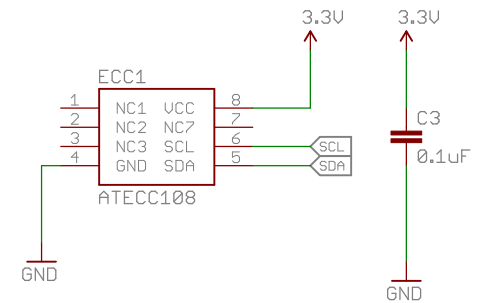 3.3V
3.3V
ECC1
1 NC1 VCC 8
2 NC2 NC7 7
3 NC3 SCL 6 SCL
4 GND SDA 5 SDA
ATECC108
C3
0.1uF
GND
GND